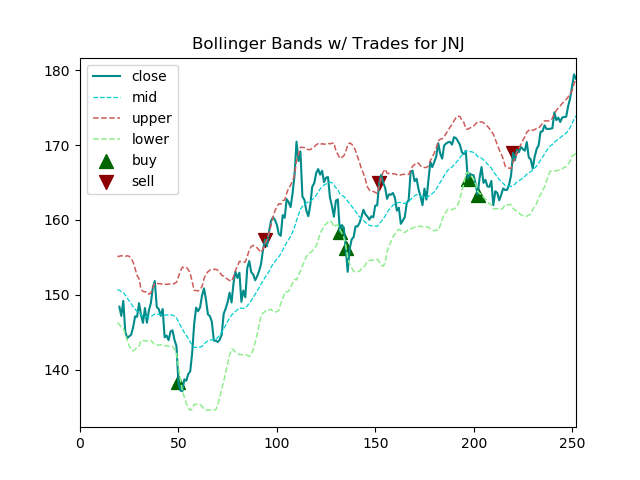 Bollinger Bands w/ Trades for JNJ
close
mid
upper
lower
buy
sell
180
170
160
150
140
0 50 100 150 200 250